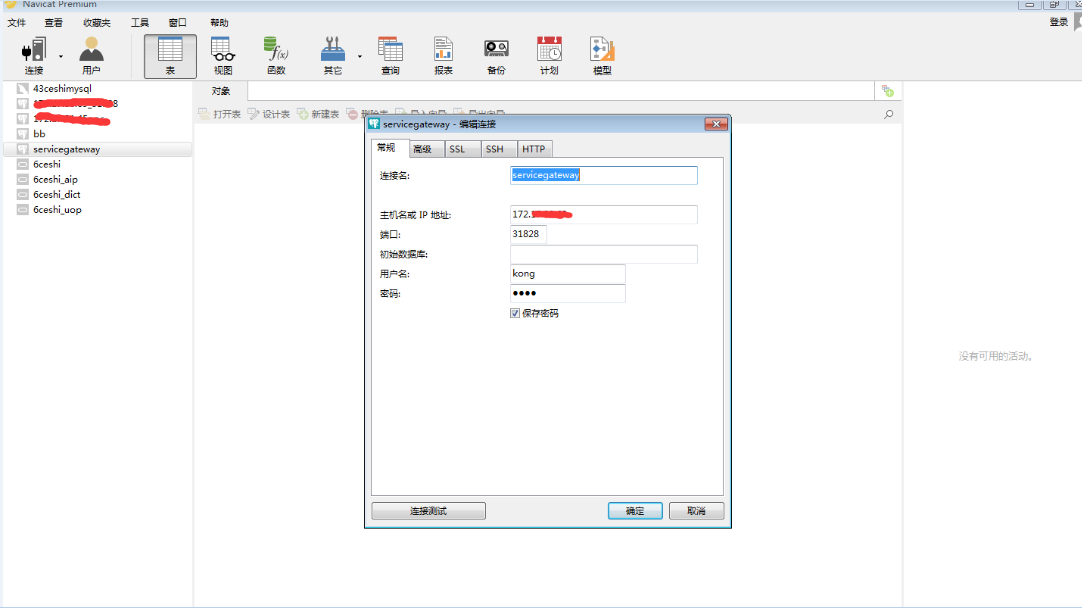 Navicat Premium
文件 查看 收藏夹 工具 窗口 帮助
登录
连接 用户 表 视图 函数 其它 查询 报表 备份 计划 模型
43ceshimysql
对象
bb
servicegateway
6ceshi
6ceshi_aip
6ceshi_dict
6ceshi_uop
打开表 设计表 新建表
servicegateway - 编辑连接
常规 高级 SSL SSH HTTP
连接名: servicegateway
主机名或 IP 地址: 172.
端口: 31828
初始数据库:
用户名: kong
密码: ●●●●
保存密码
没有可用的活动。
连接测试 确定 取消